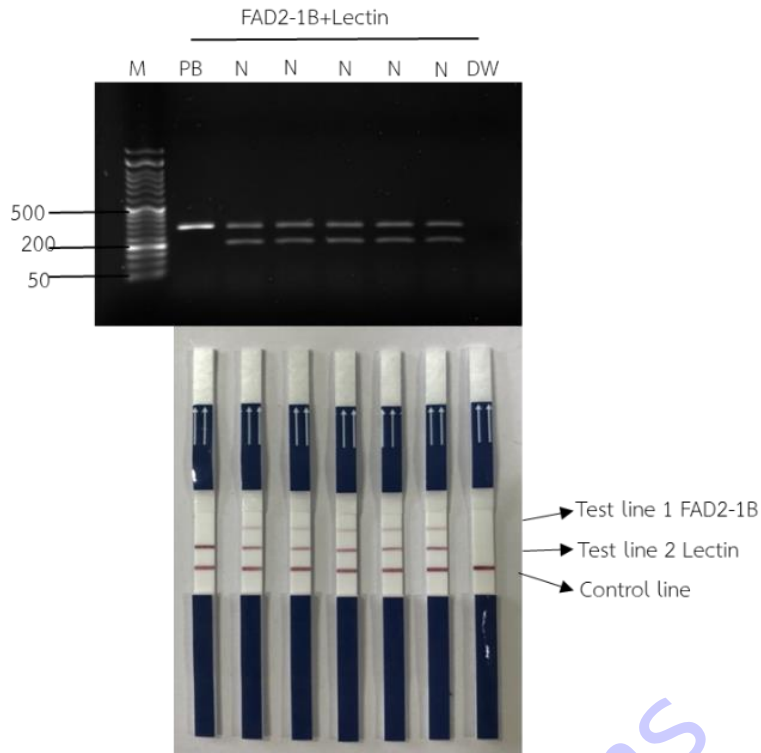 FAD2-1B+Lectin
M PB N N N N N DW
500
200
50
Test line 1 FAD2-1B
Test line 2 Lectin
Control line